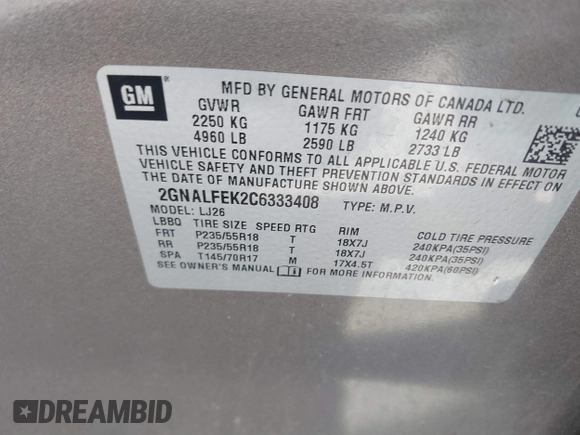 GM
MFD BY GENERAL MOTORS OF CANADA LTD.
GVWR GAWR FRT GAWR RR
2250 KG 1175 KG 1240 KG
4960 LB 2590 LB 2733 LB
THIS VEHICLE CONFORMS TO ALL APPLICABLE U.S. FEDERAL MOTOR
VEHICLE SAFETY AND THEFT PREVENTION STANDARDS IN EFFECT ON
THE DATE OF MANUFACTURE SHOWN ABOVE.
2GNALFEK2C6333408 TYPE: M.P.V.
MODEL: LJ26
LBBQ TIRE SIZE SPEED RTG RIM COLD TIRE PRESSURE
FRT P235/55R18 T 18X7J 240KPA(35PSI)
RR P235/55R18 T 18X7J 240KPA(35PSI)
SPA T145/70R17 M 17X4.5T 420KPA(60PSI)
SEE OWNER'S MANUAL FOR MORE INFORMATION.
DREAMBID